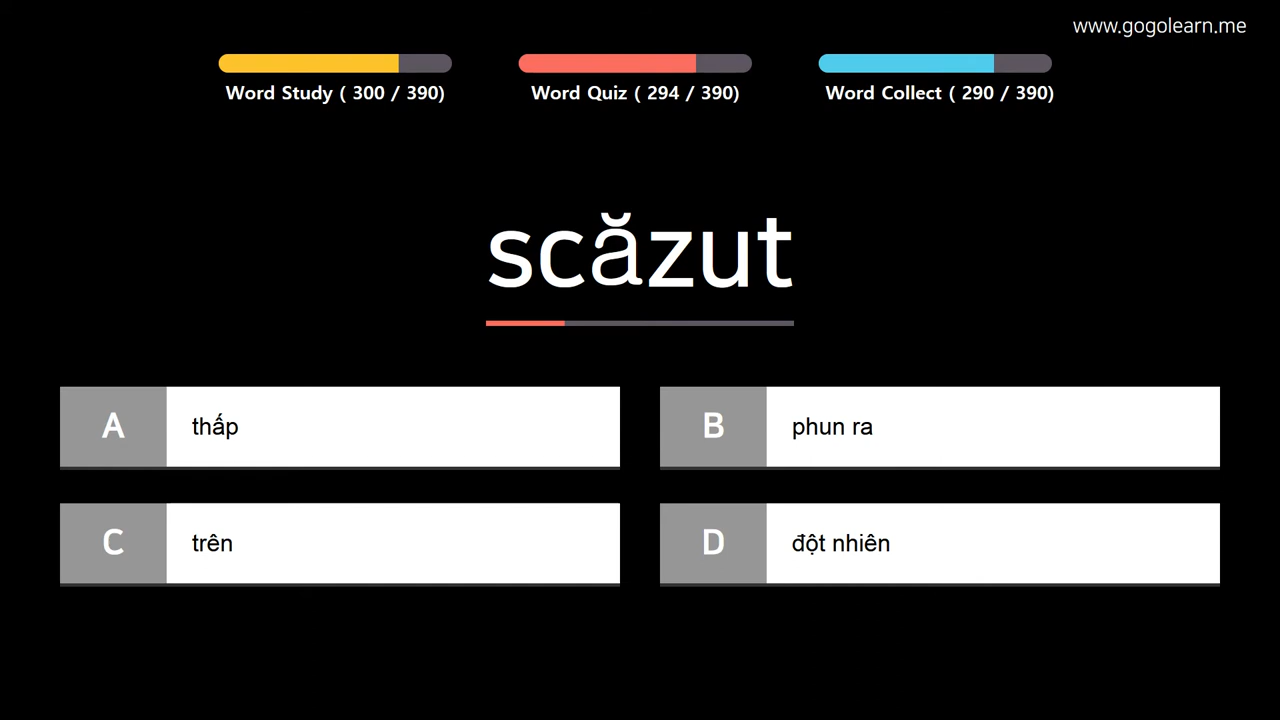 www.gogolearn.me
Word Study ( 300 / 390)
Word Quiz ( 294 / 390)
Word Collect ( 290 / 390)
scăzut
A thấp
B phun ra
C trên
D đột nhiên